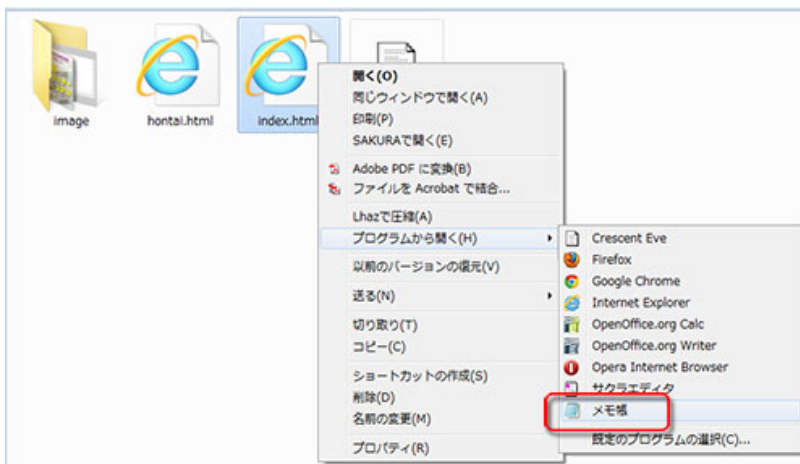 image
hontai.html
index.html
開く(O)
同じウィンドウで開く(A)
印刷(P)
SAKURAで開く(E)
Adobe PDF に変換(B)
ファイルを Acrobat で結合...
Lhazで圧縮(A)
プログラムから開く(H)
以前のバージョンの復元(V)
送る(N)
切り取り(T)
コピー(C)
ショートカットの作成(S)
削除(D)
名前の変更(M)
プロパティ(R)
Crescent Eve
Firefox
Google Chrome
Internet Explorer
OpenOffice.org Calc
OpenOffice.org Writer
Opera Internet Browser
サクラエディタ
メモ帳
既定のプログラムの選択(C)...